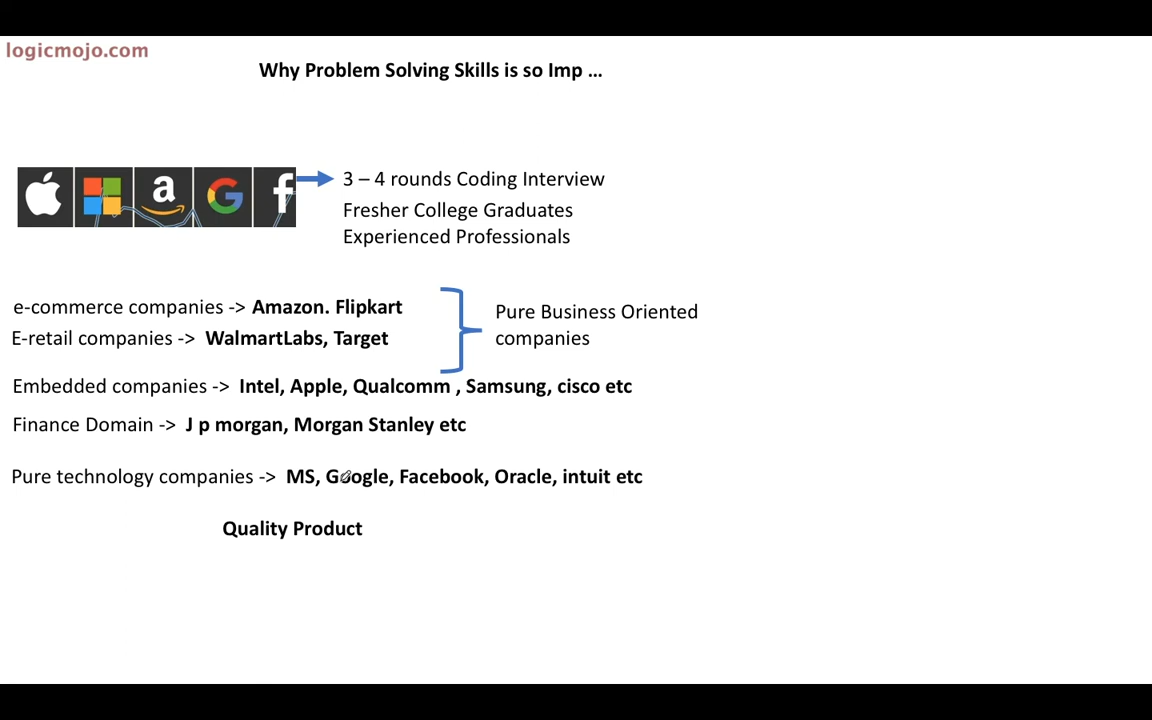 logicmojo.com
Why Problem Solving Skills is so Imp ...
3 – 4 rounds Coding Interview
Fresher College Graduates
Experienced Professionals
e-commerce companies -> Amazon. Flipkart
E-retail companies -> WalmartLabs, Target
Pure Business Oriented
companies
Embedded companies -> Intel, Apple, Qualcomm , Samsung, cisco etc
Finance Domain -> J p morgan, Morgan Stanley etc
Pure technology companies -> MS, Google, Facebook, Oracle, intuit etc
Quality Product